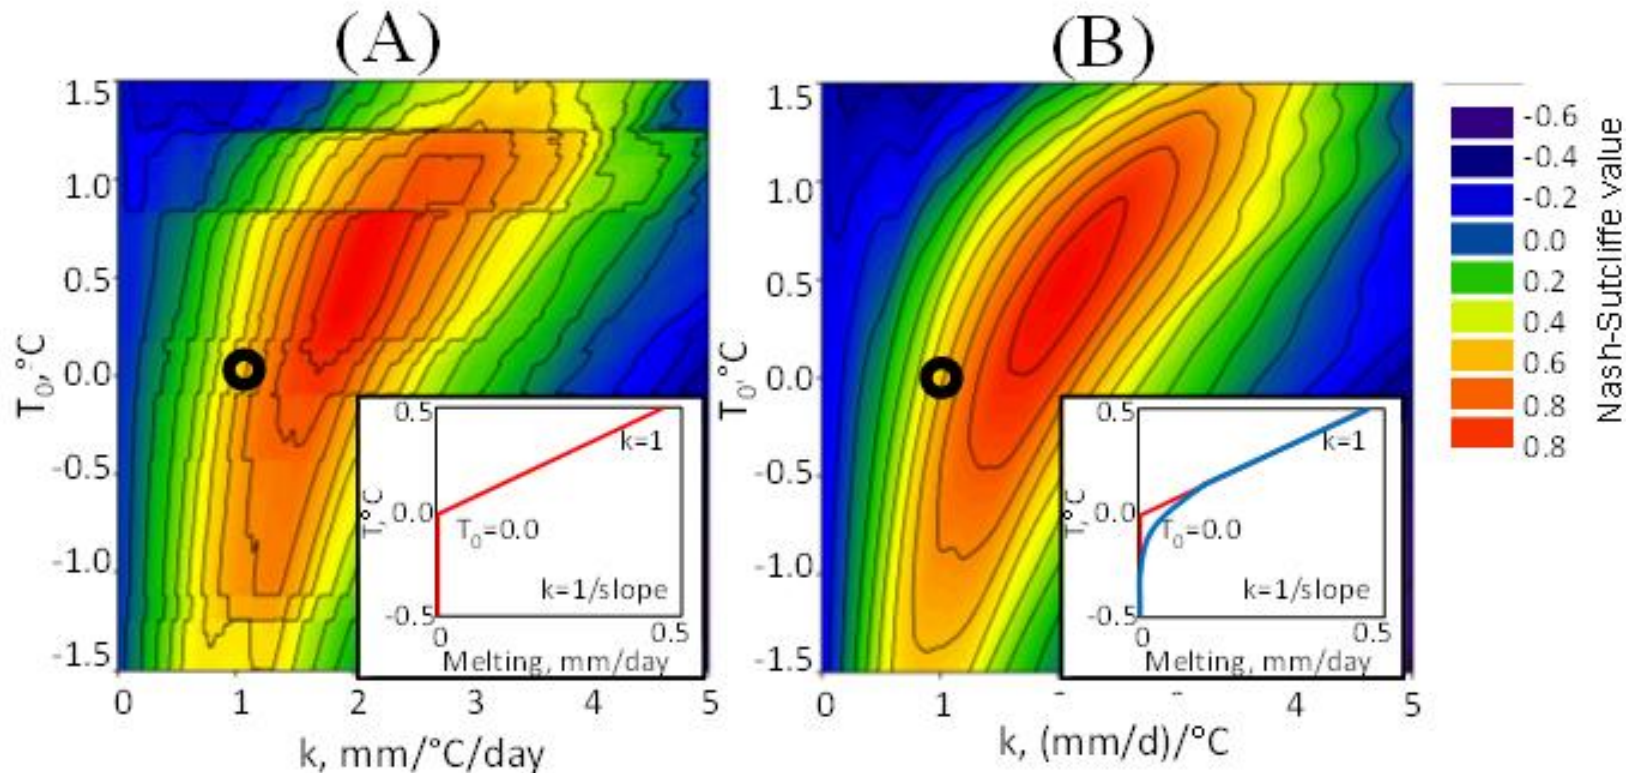 (A)
(B)
1.5
1.0
0.5
0.0
-0.5
-1.0
-1.5
T₀,°C
0 1 2 3 4 5
k, mm/°C/day
0.5
0.0
-0.5
T,°C
k=1
T₀=0.0
k=1/slope
0 0.5
Melting, mm/day
1.5
1.0
0.5
0.0
-0.5
-1.0
-1.5
T₀,°C
0 1 4 5
k, (mm/d)/°C
0.5
0.0
-0.5
T,°C
k=1
T₀=0.0
k=1/slope
0 0.5
Melting, mm/day
-0.6
-0.4
-0.2
0.0
0.2
0.4
0.6
0.8
0.8
Nash-Sutcliffe value